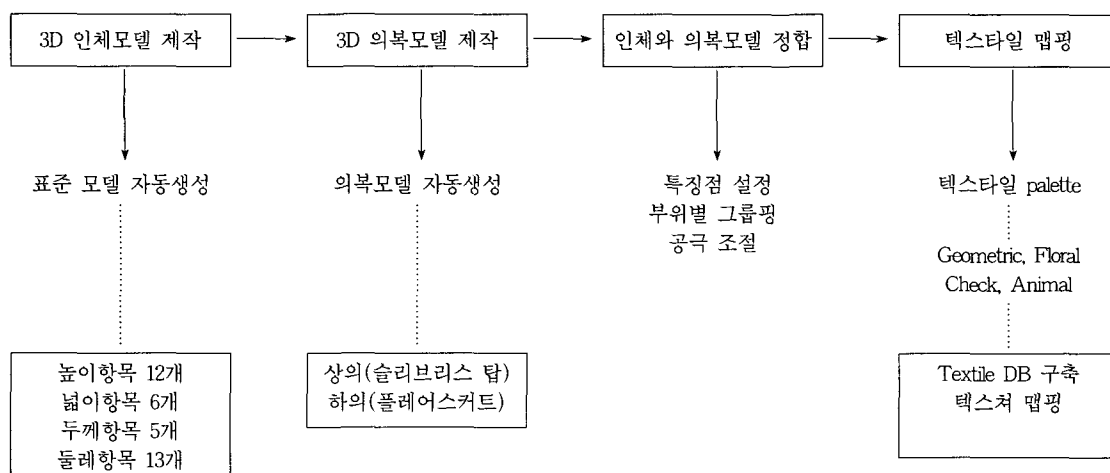 3D 인체모델 제작
3D 의복모델 제작
인체와 의복모델 정합
텍스타일 맵핑
표준 모델 자동생성
의복모델 자동생성
특징점 설정
부위별 그룹핑
공극 조절
텍스타일 palette
Geometric, Floral
Check, Animal
높이항목 12개
넓이항목 6개
두께항목 5개
둘레항목 13개
상의(슬리브리스 탑)
하의(플레어스커트)
Textile DB 구축
텍스쳐 맵핑